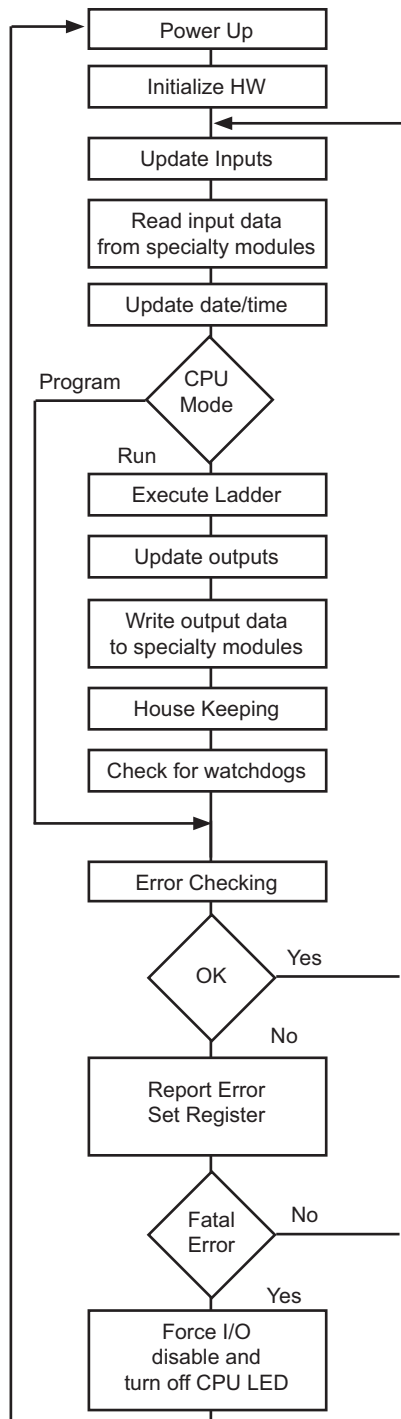 Power Up
Initialize HW
Update Inputs
Read input data
from specialty modules
Update date/time
Program
CPU
Mode
Run
Execute Ladder
Update outputs
Write output data
to specialty modules
House Keeping
Check for watchdogs
Error Checking
OK
Yes
No
Report Error
Set Register
Fatal
Error
No
Yes
Force I/O
disable and
turn off CPU LED